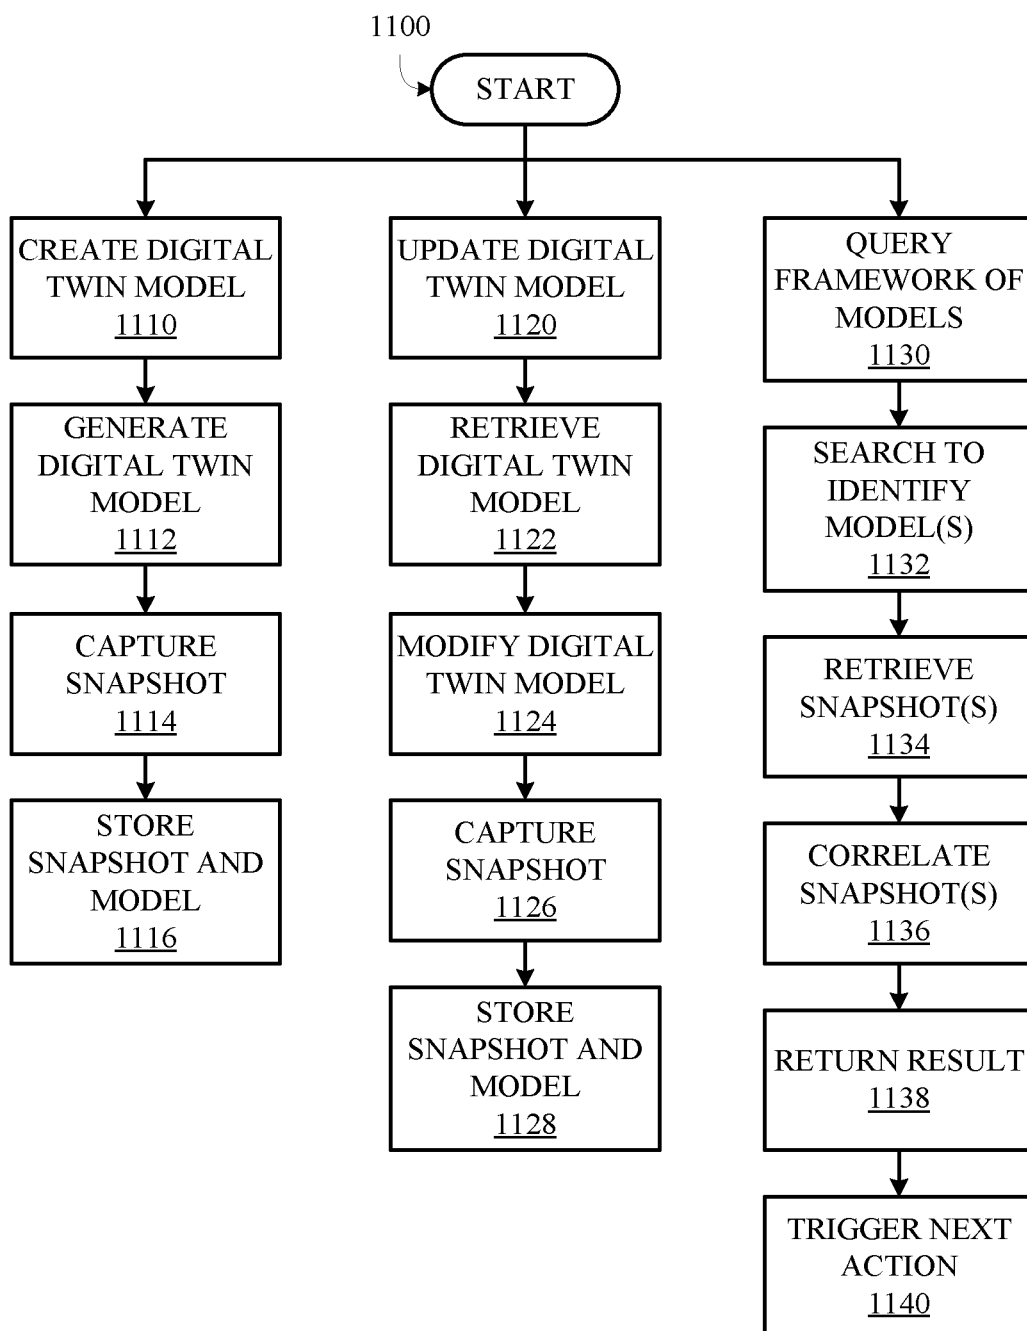 1100
START
CREATE DIGITAL
TWIN MODEL
1110
GENERATE
DIGITAL TWIN
MODEL
1112
CAPTURE
SNAPSHOT
1114
STORE
SNAPSHOT AND
MODEL
1116
UPDATE DIGITAL
TWIN MODEL
1120
RETRIEVE
DIGITAL TWIN
MODEL
1122
MODIFY DIGITAL
TWIN MODEL
1124
CAPTURE
SNAPSHOT
1126
STORE
SNAPSHOT AND
MODEL
1128
QUERY
FRAMEWORK OF
MODELS
1130
SEARCH TO
IDENTIFY
MODEL(S)
1132
RETRIEVE
SNAPSHOT(S)
1134
CORRELATE
SNAPSHOT(S)
1136
RETURN RESULT
1138
TRIGGER NEXT
ACTION
1140